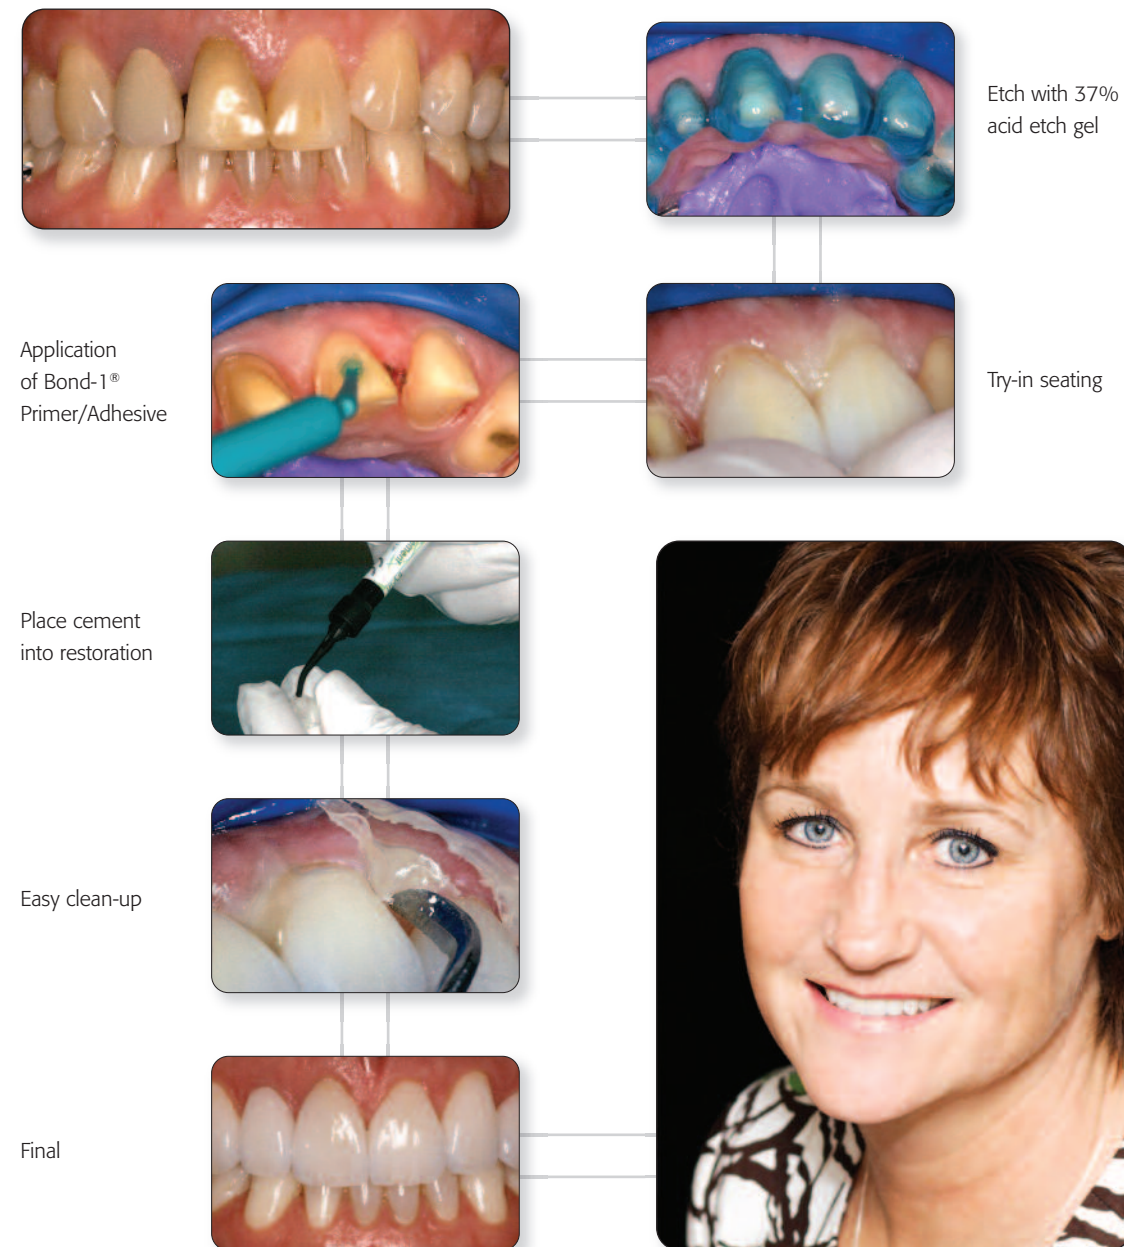 Etch with 37%
acid etch gel
Try-in seating
Application
of Bond-1®
Primer/Adhesive
Place cement
into restoration
Easy clean-up
Final